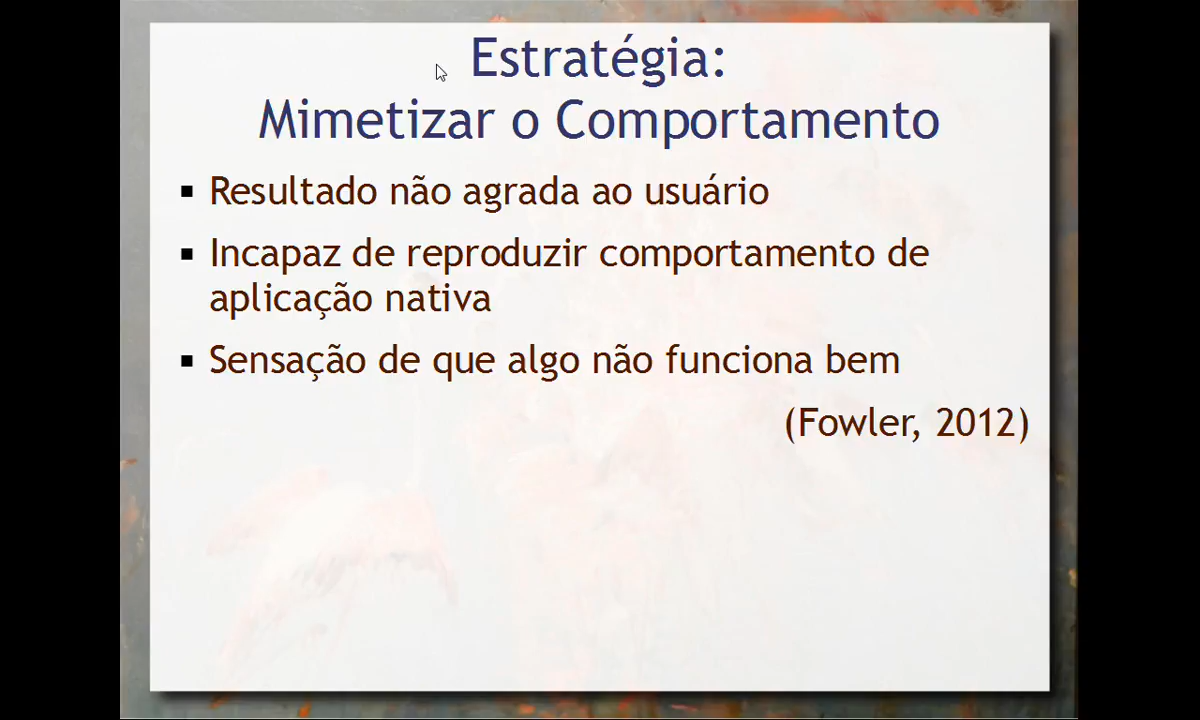 Estratégia:
Mimetizar o Comportamento
▪ Resultado não agrada ao usuário
▪ Incapaz de reproduzir comportamento de
aplicação nativa
▪ Sensação de que algo não funciona bem
(Fowler, 2012)